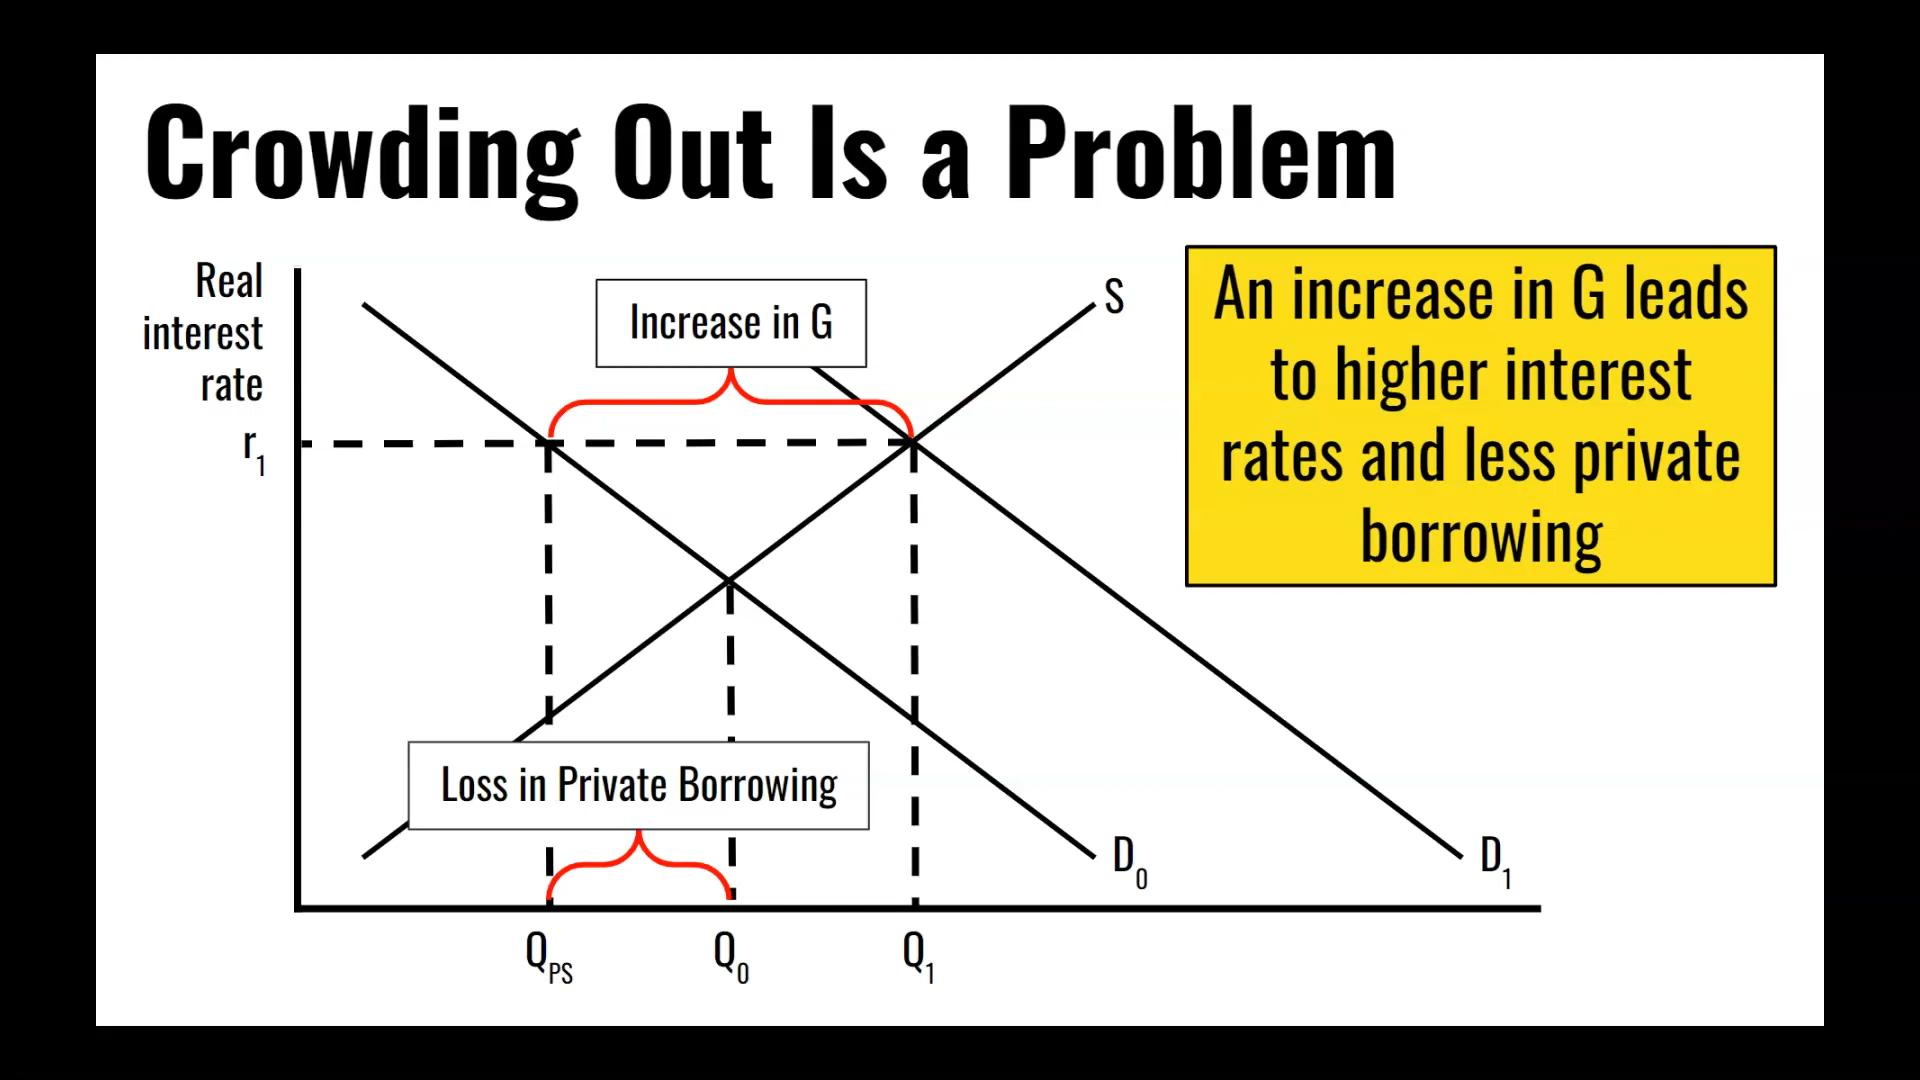 Crowding Out Is a Problem
Real
interest
rate
r1
Increase in G
S
An increase in G leads
to higher interest
rates and less private
borrowing
Loss in Private Borrowing
D0
D1
QPS
Q0
Q1